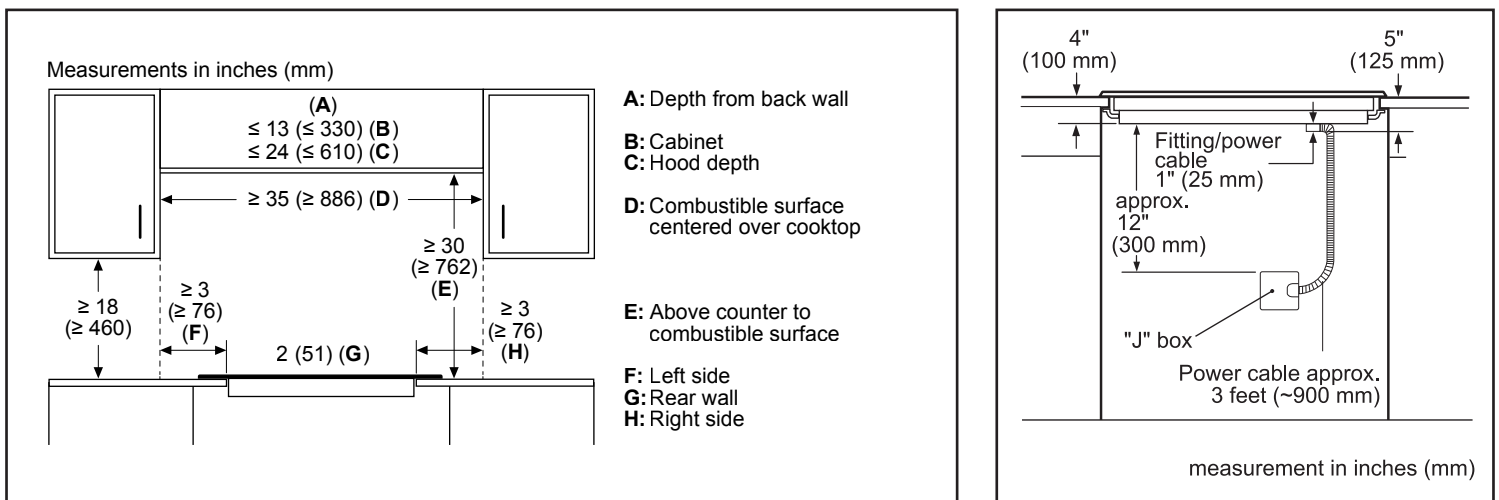 Measurements in inches (mm)
(A)
≤ 13 (≤ 330) (B)
≤ 24 (≤ 610) (C)
≥ 35 (≥ 886) (D)
≥ 30
(≥ 762)
(E)
≥ 18
(≥ 460)
≥ 3
(≥ 76)
(F)
2 (51) (G)
≥ 3
(≥ 76)
(H)
A: Depth from back wall
B: Cabinet
C: Hood depth
D: Combustible surface
centered over cooktop
E: Above counter to
combustible surface
F: Left side
G: Rear wall
H: Right side
4"
(100 mm)
5"
(125 mm)
Fitting/power
cable
1" (25 mm)
approx.
12"
(300 mm)
"J" box
Power cable approx.
3 feet (~900 mm)
measurement in inches (mm)